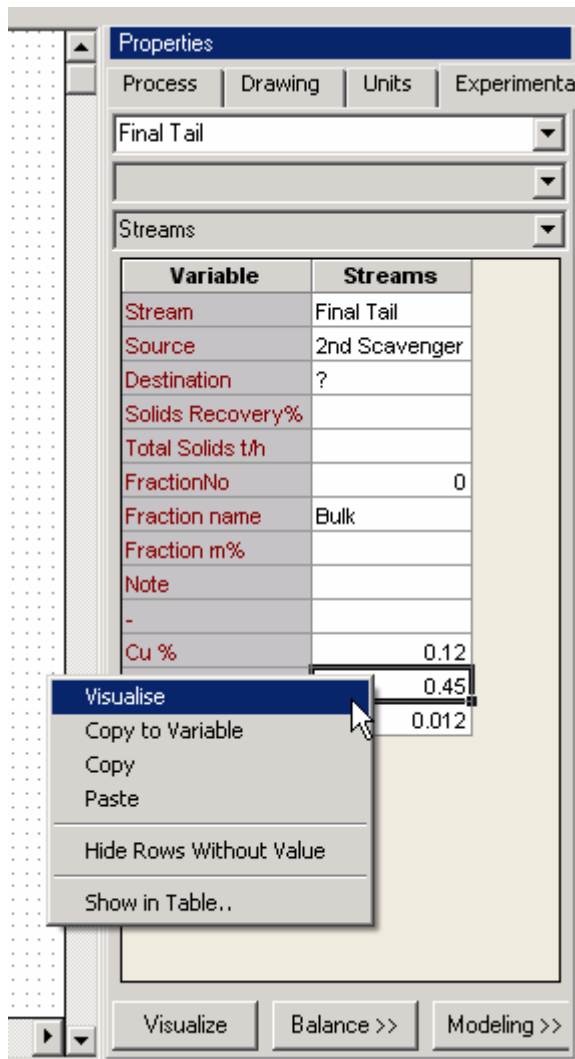 Properties
Process Drawing Units Experimenta
Final Tail
Streams
Variable Streams
Stream Final Tail
Source 2nd Scavenger
Destination ?
Solids Recovery%
Total Solids t/h
FractionNo 0
Fraction name Bulk
Fraction m%
Note
-
Cu % 0.12
0.45
0.012
Visualise
Copy to Variable
Copy
Paste
Hide Rows Without Value
Show in Table..
Visualize Balance >> Modeling >>